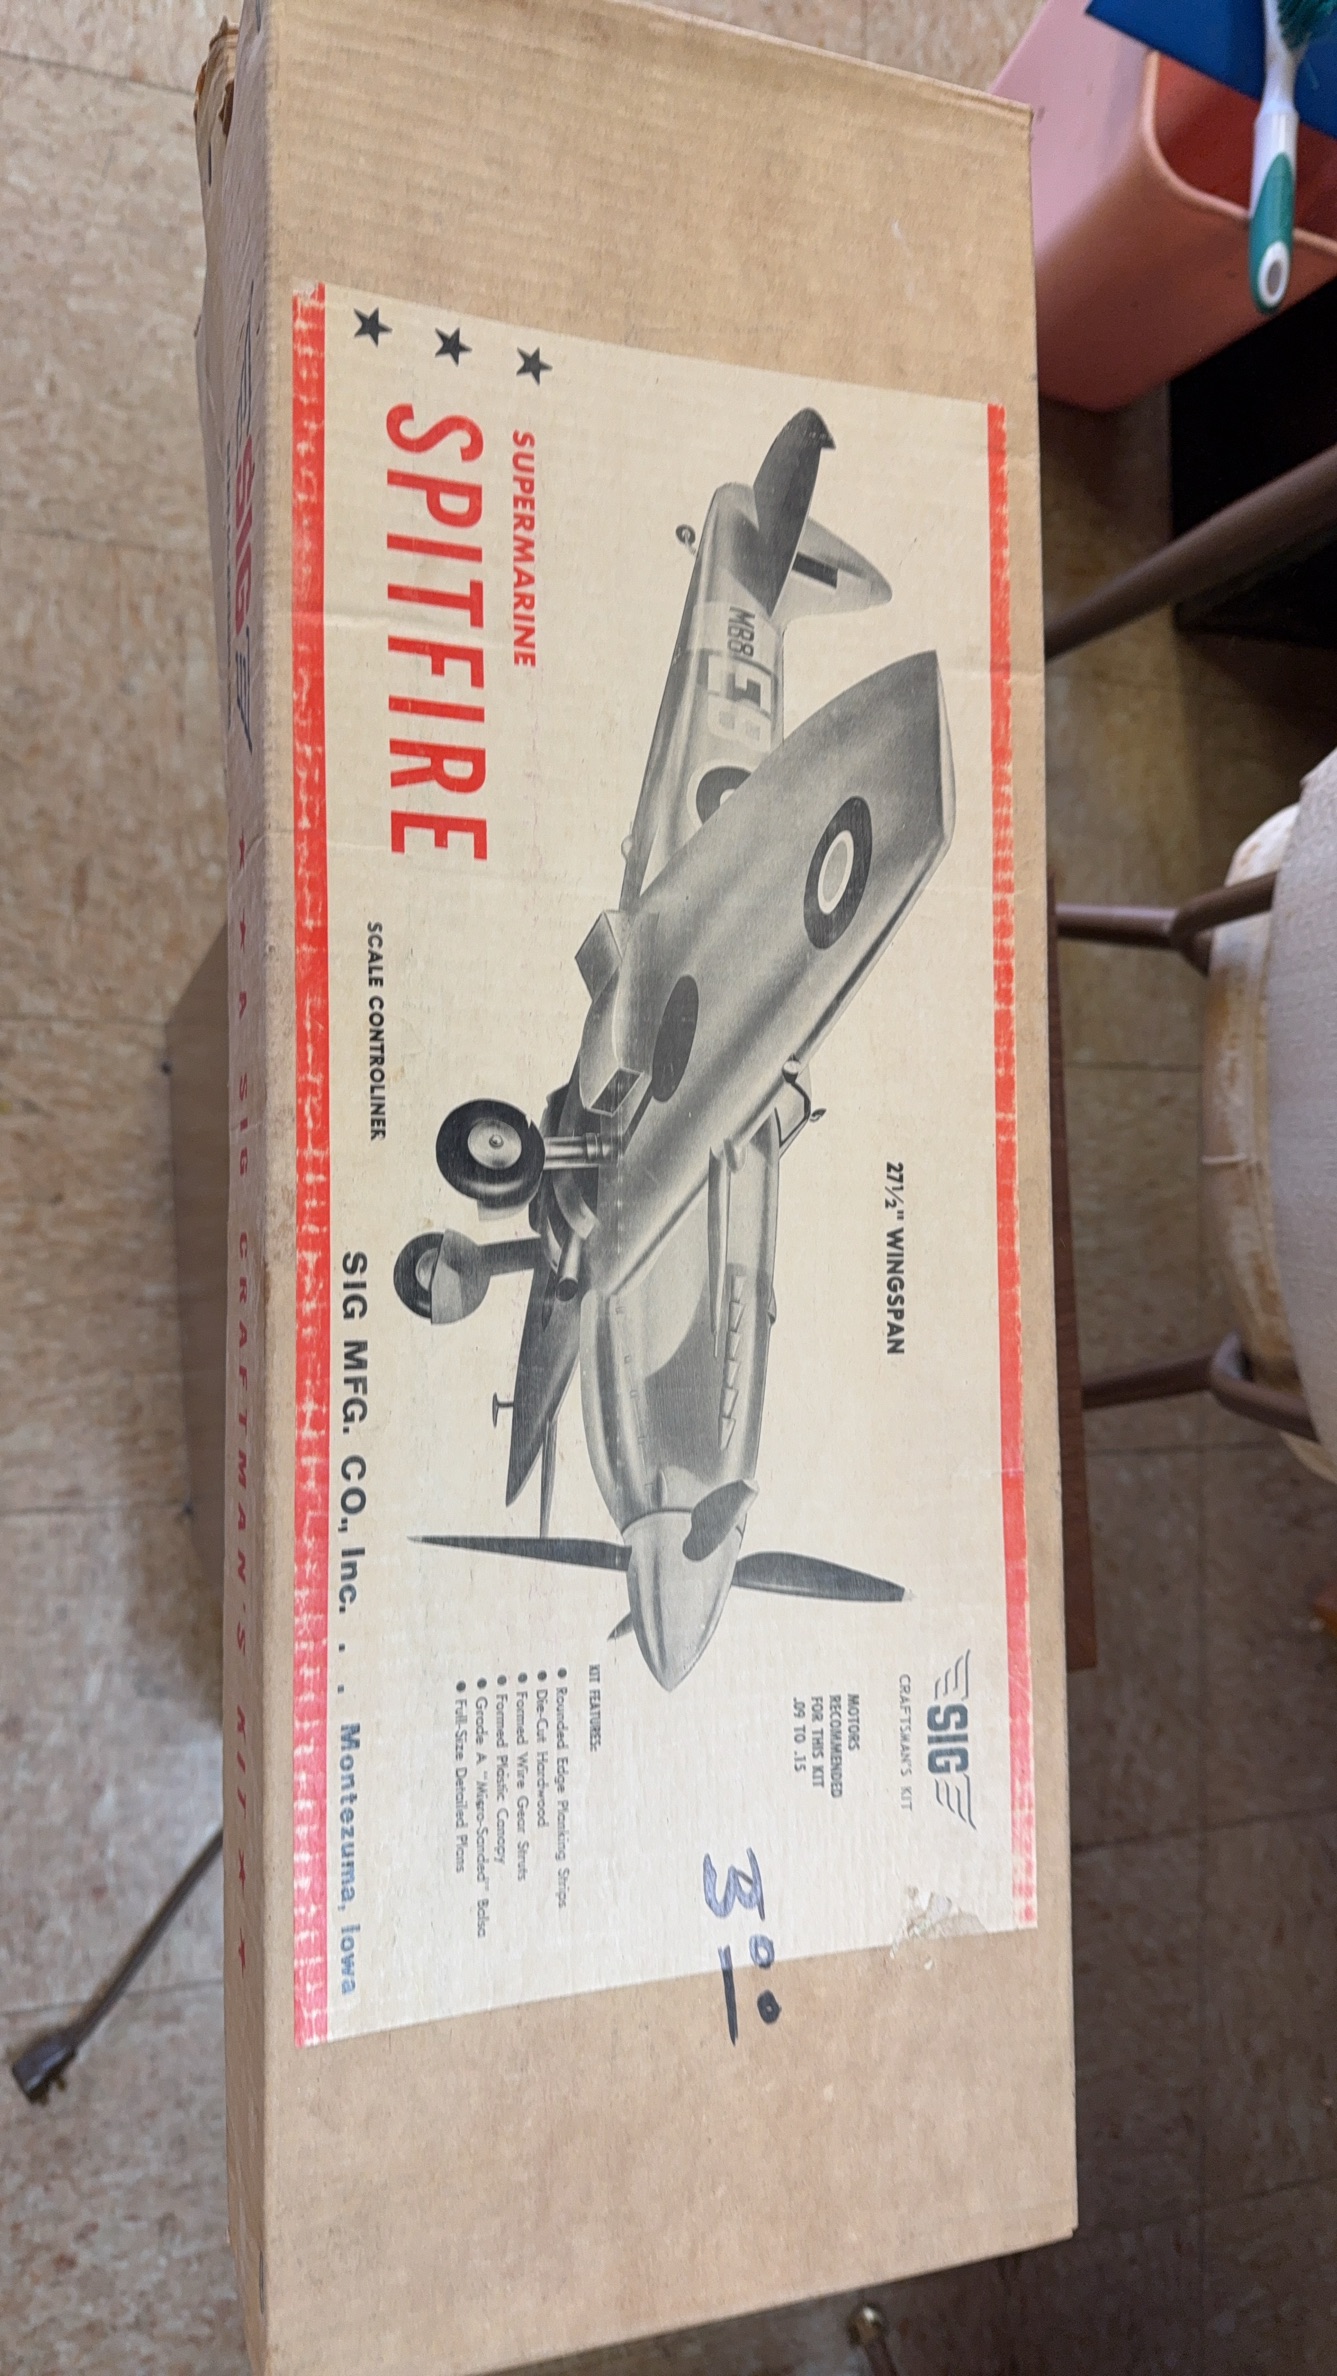 SIG
CRAFTSMAN'S KIT
27½" WINGSPAN
MOTORS
RECOMMENDED
FOR THIS KIT
.09 TO .15
3⁰⁰
M88
SUPERMARINE
SPITFIRE
SCALE CONTROLINER
KIT FEATURES:
● Rounded Edge Planking Strips
● Die-Cut Hardwood
● Formed Wire Gear Struts
● Formed Plastic Canopy
● Grade A "Micro-Sanded" Balsa
● Full-Size Detailed Plans
SIG MFG. CO., Inc. . . Montezuma, Iowa
SIG
★ ★ A SIG CRAFTMAN'S KIT ★ ★